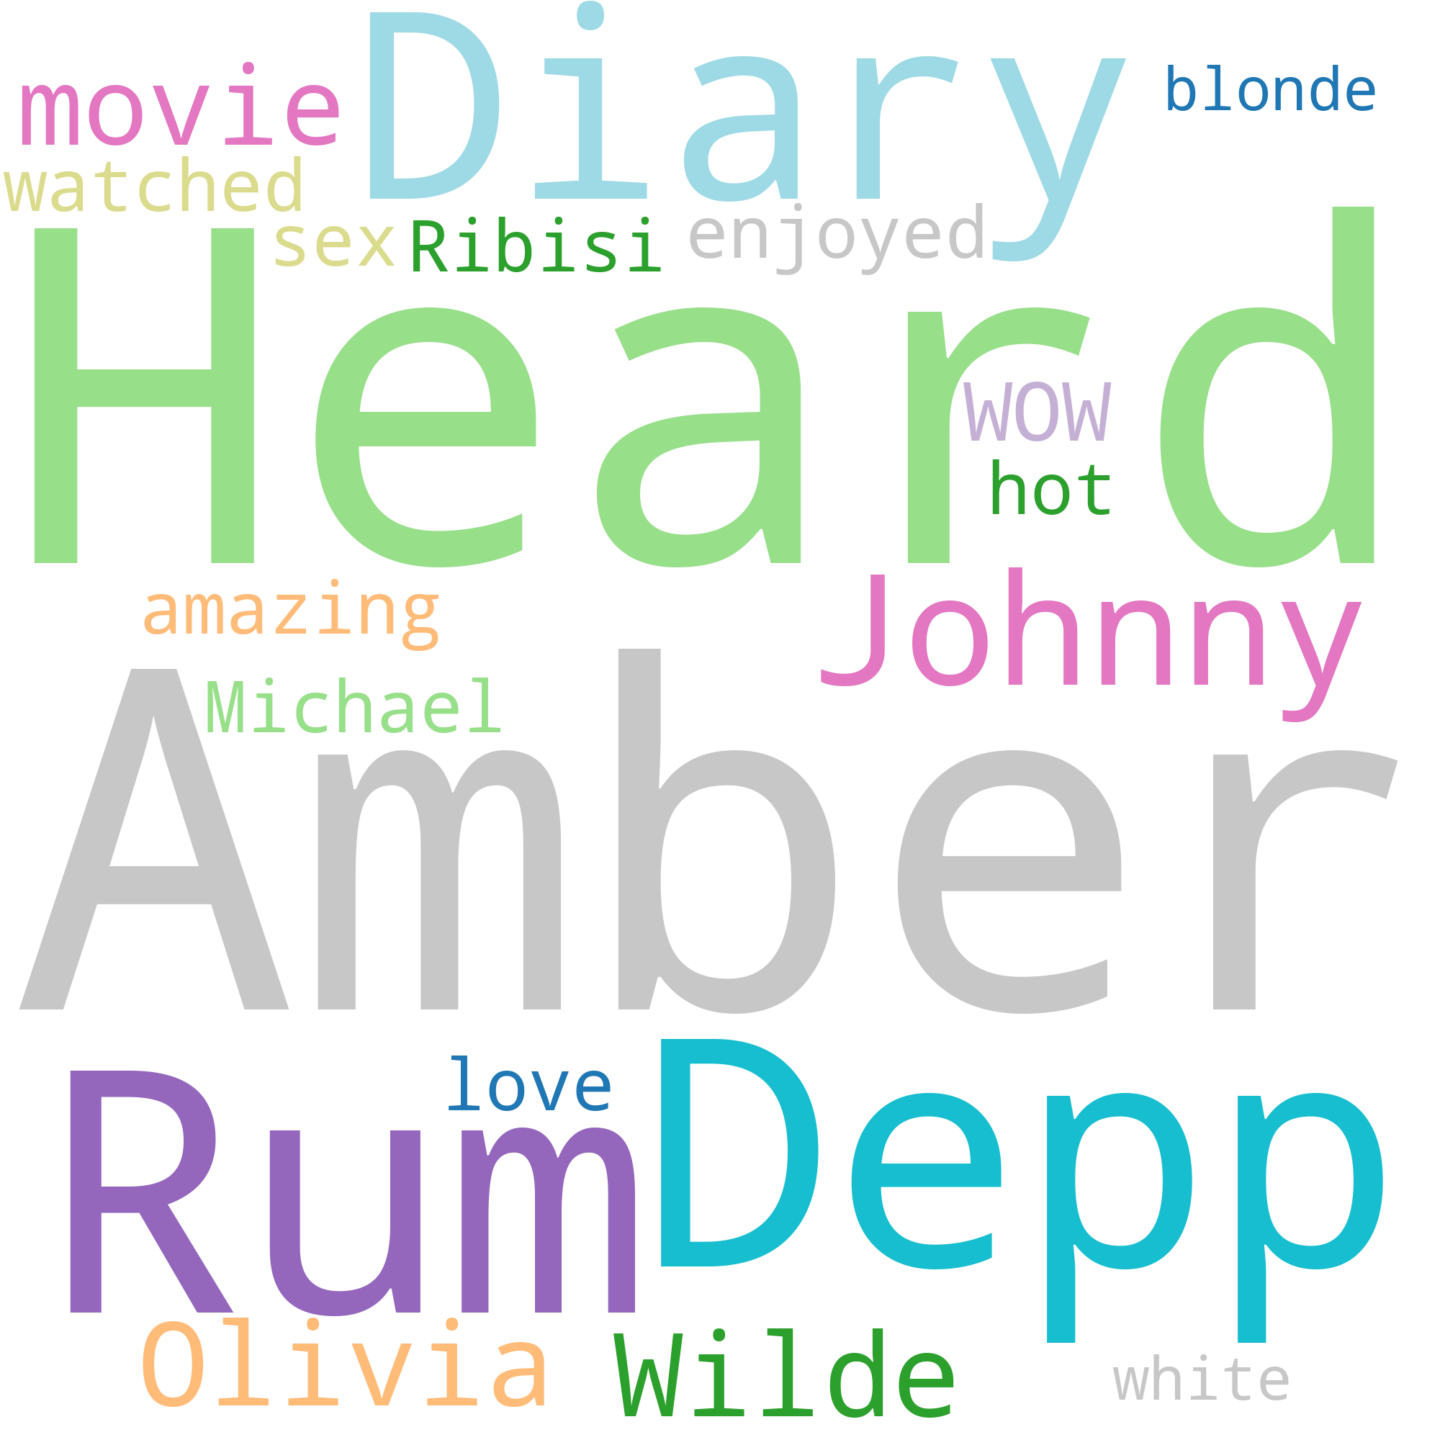 Diary
movie
blonde
watched
sex
Ribisi
enjoyed
Heard
WOW
hot
amazing
Johnny
Michael
Amber
love
Rum
Depp
Olivia
Wilde
white